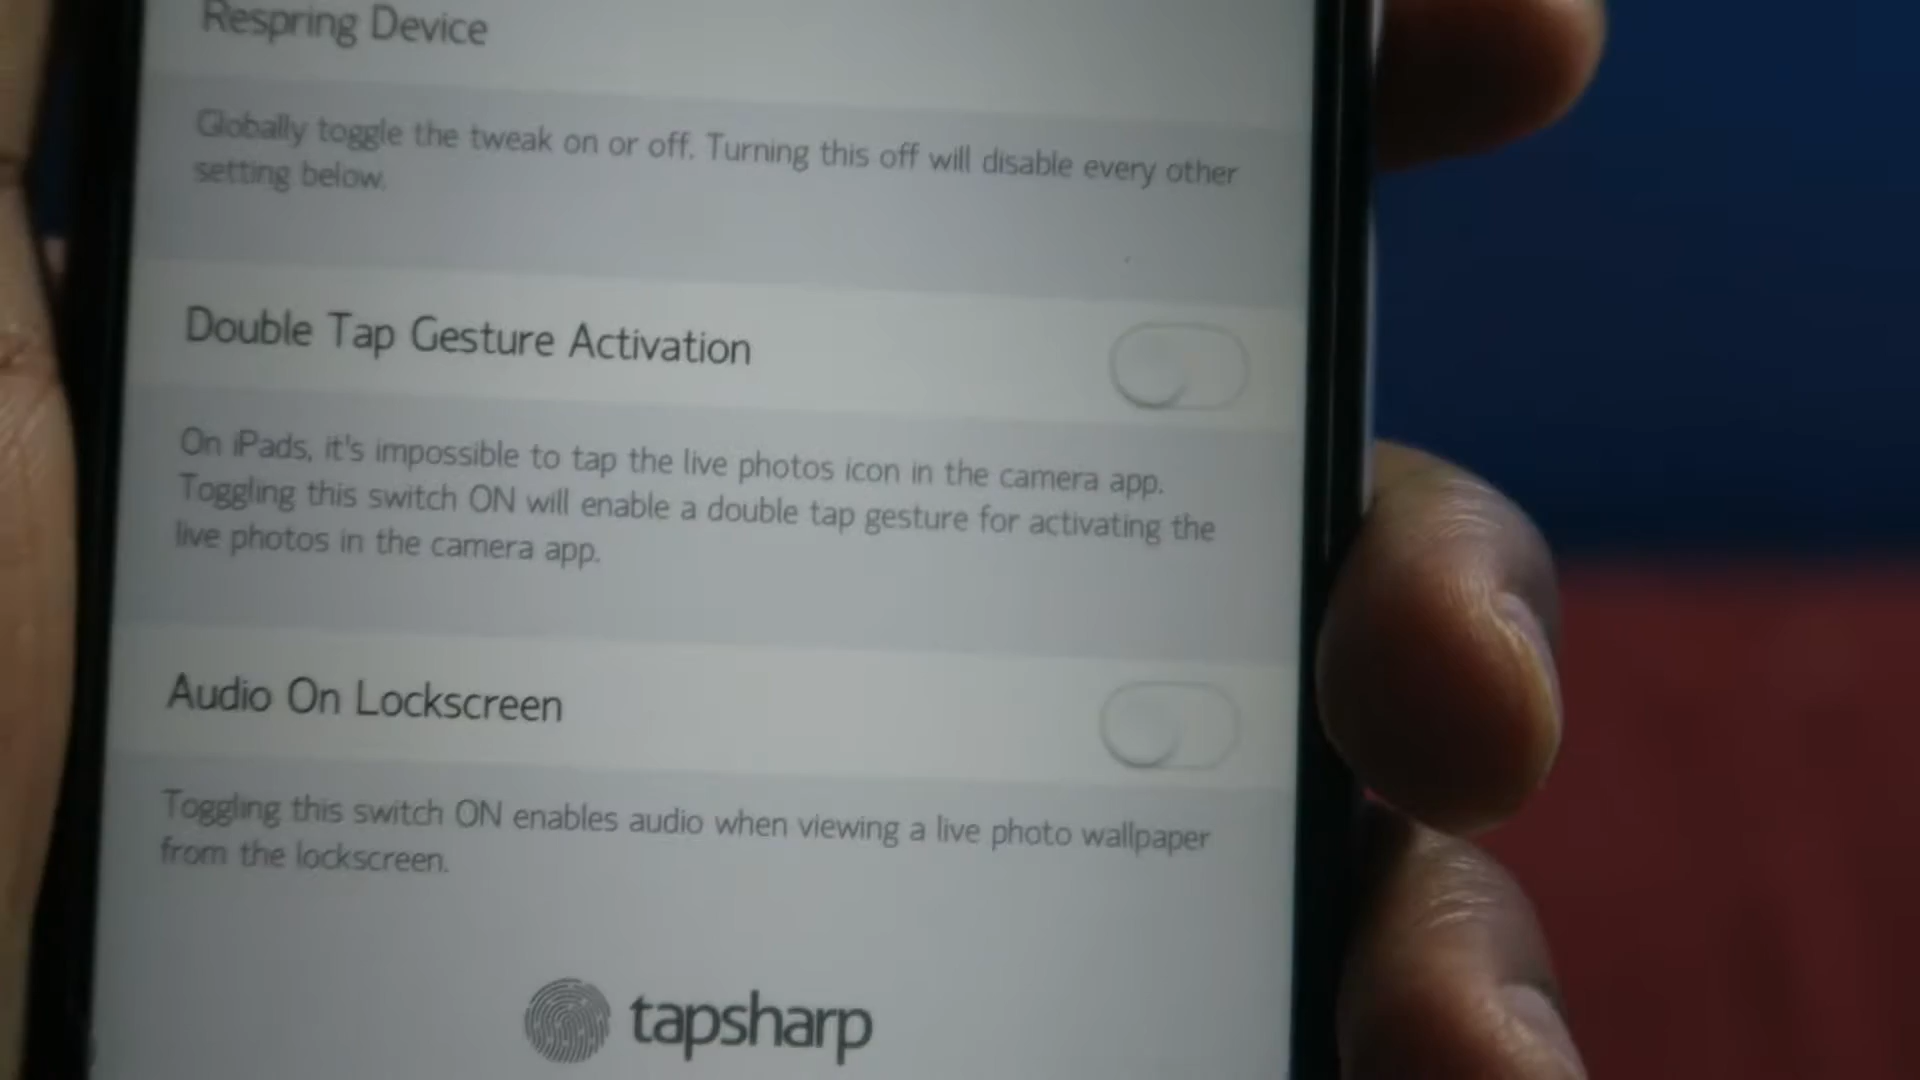 Respring Device
Globally toggle the tweak on or off. Turning this off will disable every other
setting below.
Double Tap Gesture Activation
On iPads, it's impossible to tap the live photos icon in the camera app.
Toggling this switch ON will enable a double tap gesture for activating the
live photos in the camera app.
Audio On Lockscreen
Toggling this switch ON enables audio when viewing a live photo wallpaper
from the lockscreen.
tapsharp